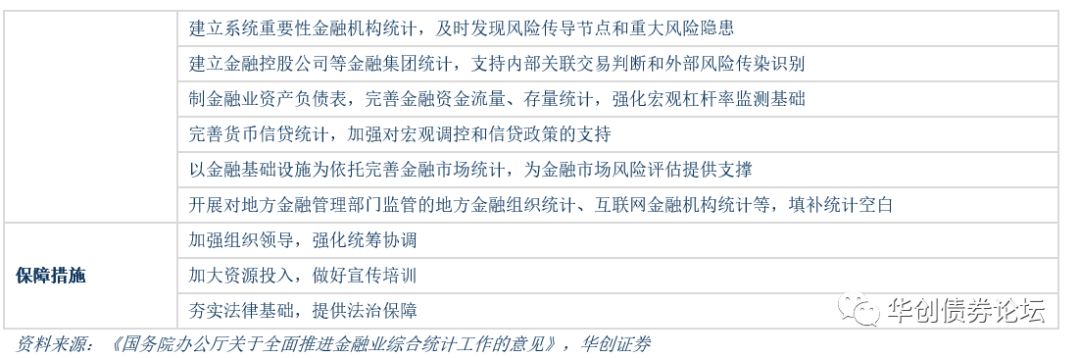 建立系统重要性金融机构统计，及时发现风险传导节点和重大风险隐患
建立金融控股公司等金融集团统计，支持内部关联交易判断和外部风险传染识别
制金融业资产负债表，完善金融资金流量、存量统计，强化宏观杠杆率监测基础
完善货币信贷统计，加强对宏观调控和信贷政策的支持
以金融基础设施为依托完善金融市场统计，为金融市场风险评估提供支撑
开展对地方金融管理部门监管的地方金融组织统计、互联网金融机构统计等，填补统计空白
保障措施
加强组织领导，强化统筹协调
加大资源投入，做好宣传培训
夯实法律基础，提供法治保障
华创债券论坛
资料来源：《国务院办公厅关于全面推进金融业综合统计工作的意见》，华创证券